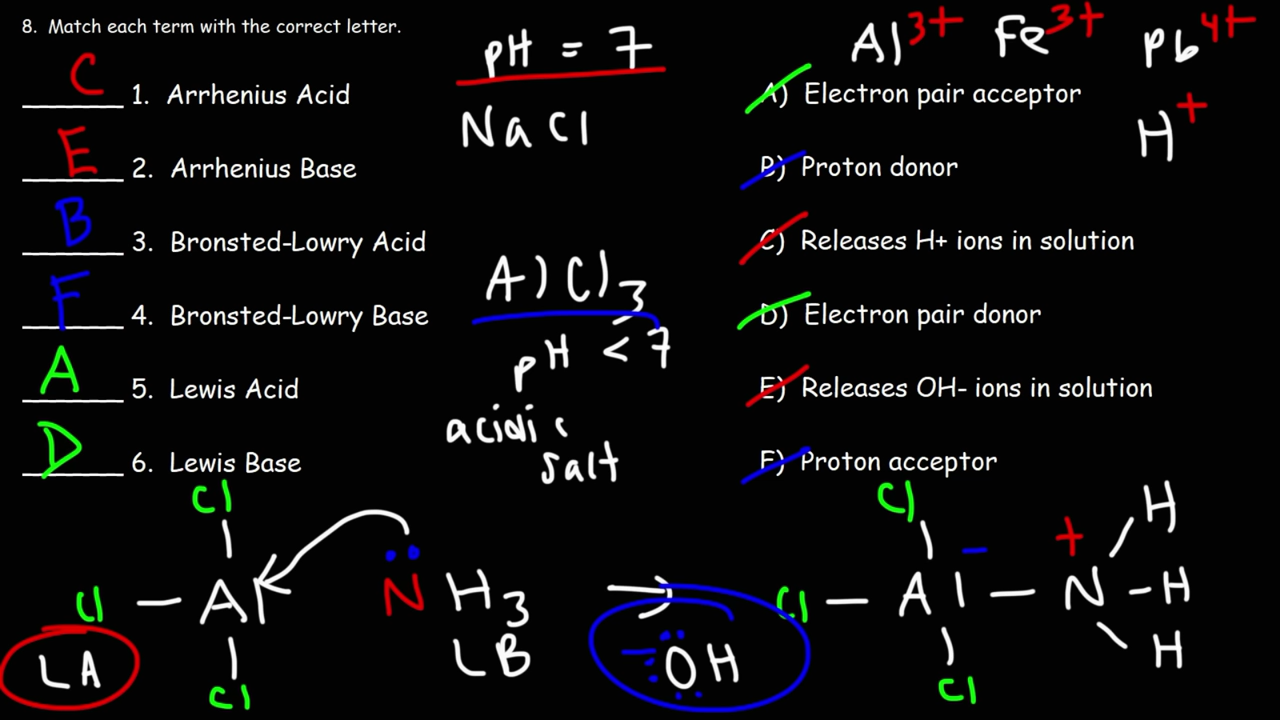 8. Match each term with the correct letter.
C 1. Arrhenius Acid
E 2. Arrhenius Base
B 3. Bronsted-Lowry Acid
F 4. Bronsted-Lowry Base
A 5. Lewis Acid
D 6. Lewis Base
pH = 7
NaCl
AlCl3
pH < 7
acidic
salt
Al3+ Fe3+ Pb4+
H+
A) Electron pair acceptor
B) Proton donor
C) Releases H+ ions in solution
D) Electron pair donor
E) Releases OH- ions in solution
F) Proton acceptor
Cl
Cl — Al
Cl
LA
NH3
LB
→
- OH
Cl - + H
Cl — Al — N - H
Cl H